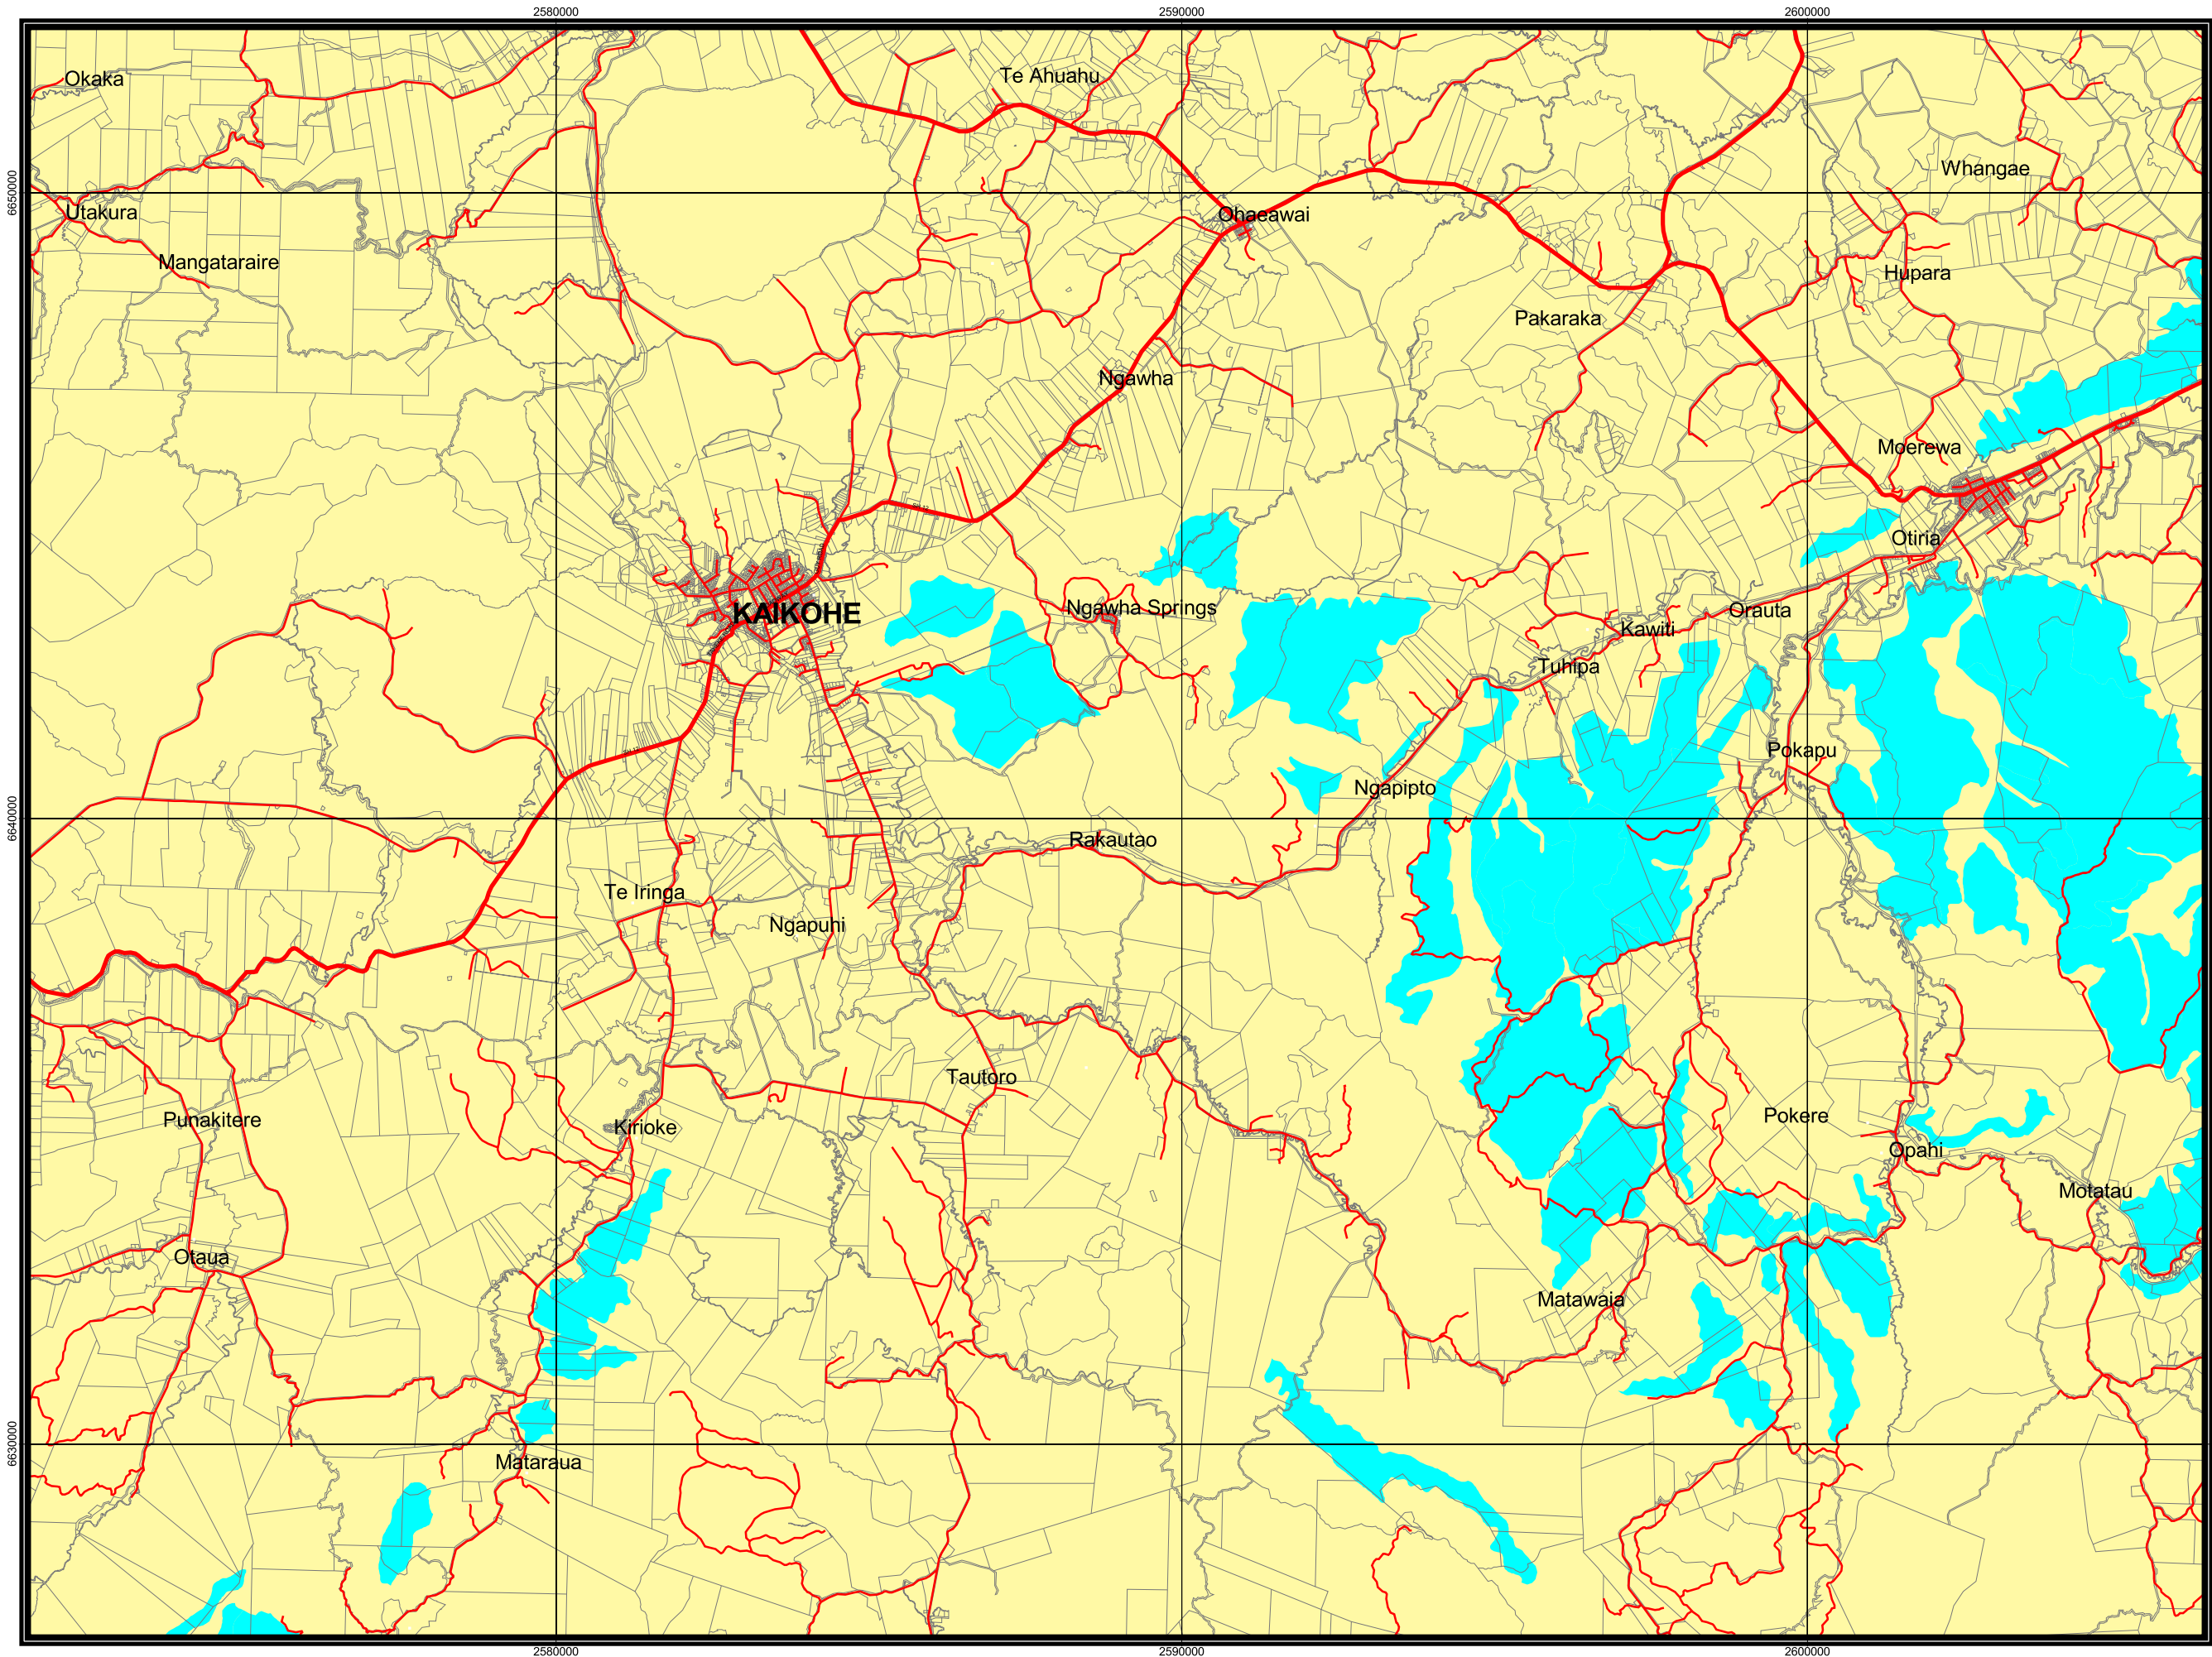 2580000
2590000
2600000
Okaka
Te Ahuahu
Whangae
6650000
Utakura
Ohaeawai
Mangataraire
Hupara
Pakaraka
Ngawha
Moerewa
Otiria
Ngawha Springs
KAIKOHE
Orauta
Kawiti
Tuhipa
Pokapu
Ngapipto
6640000
Rakautao
Te Iringa
Ngapuhi
Tautoro
Punakitere
Kirioke
Pokere
Opahi
Motatau
Otaua
Matawaia
6630000
Mataraua
2580000
2590000
2600000